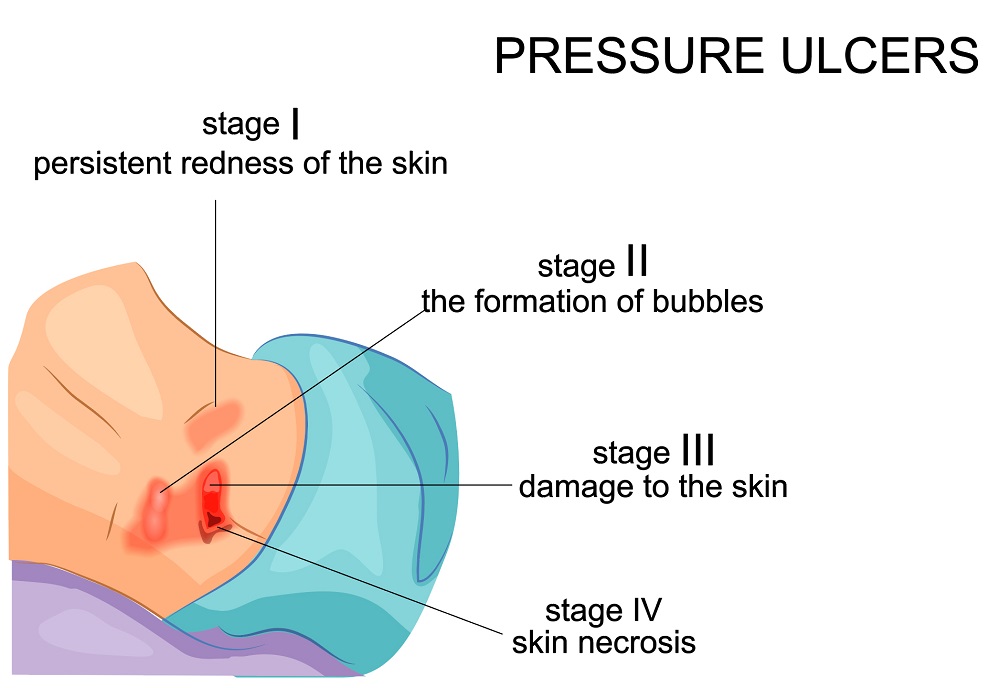 PRESSURE ULCERS
stage I
persistent redness of the skin
stage II
the formation of bubbles
stage III
damage to the skin
stage IV
skin necrosis